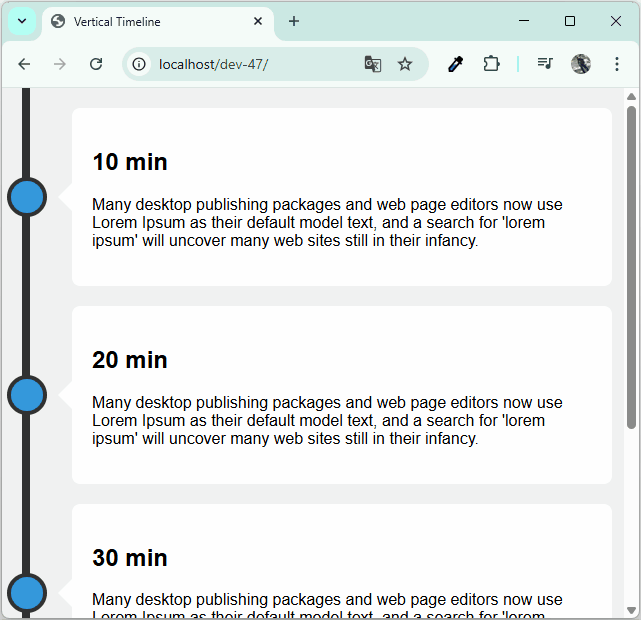 Vertical Timeline
localhost/dev-47/
10 min
Many desktop publishing packages and web page editors now use
Lorem Ipsum as their default model text, and a search for 'lorem
ipsum' will uncover many web sites still in their infancy.
20 min
Many desktop publishing packages and web page editors now use
Lorem Ipsum as their default model text, and a search for 'lorem
ipsum' will uncover many web sites still in their infancy.
30 min
Many desktop publishing packages and web page editors now use
Lorem Ipsum as their default model text, and a search for 'lorem